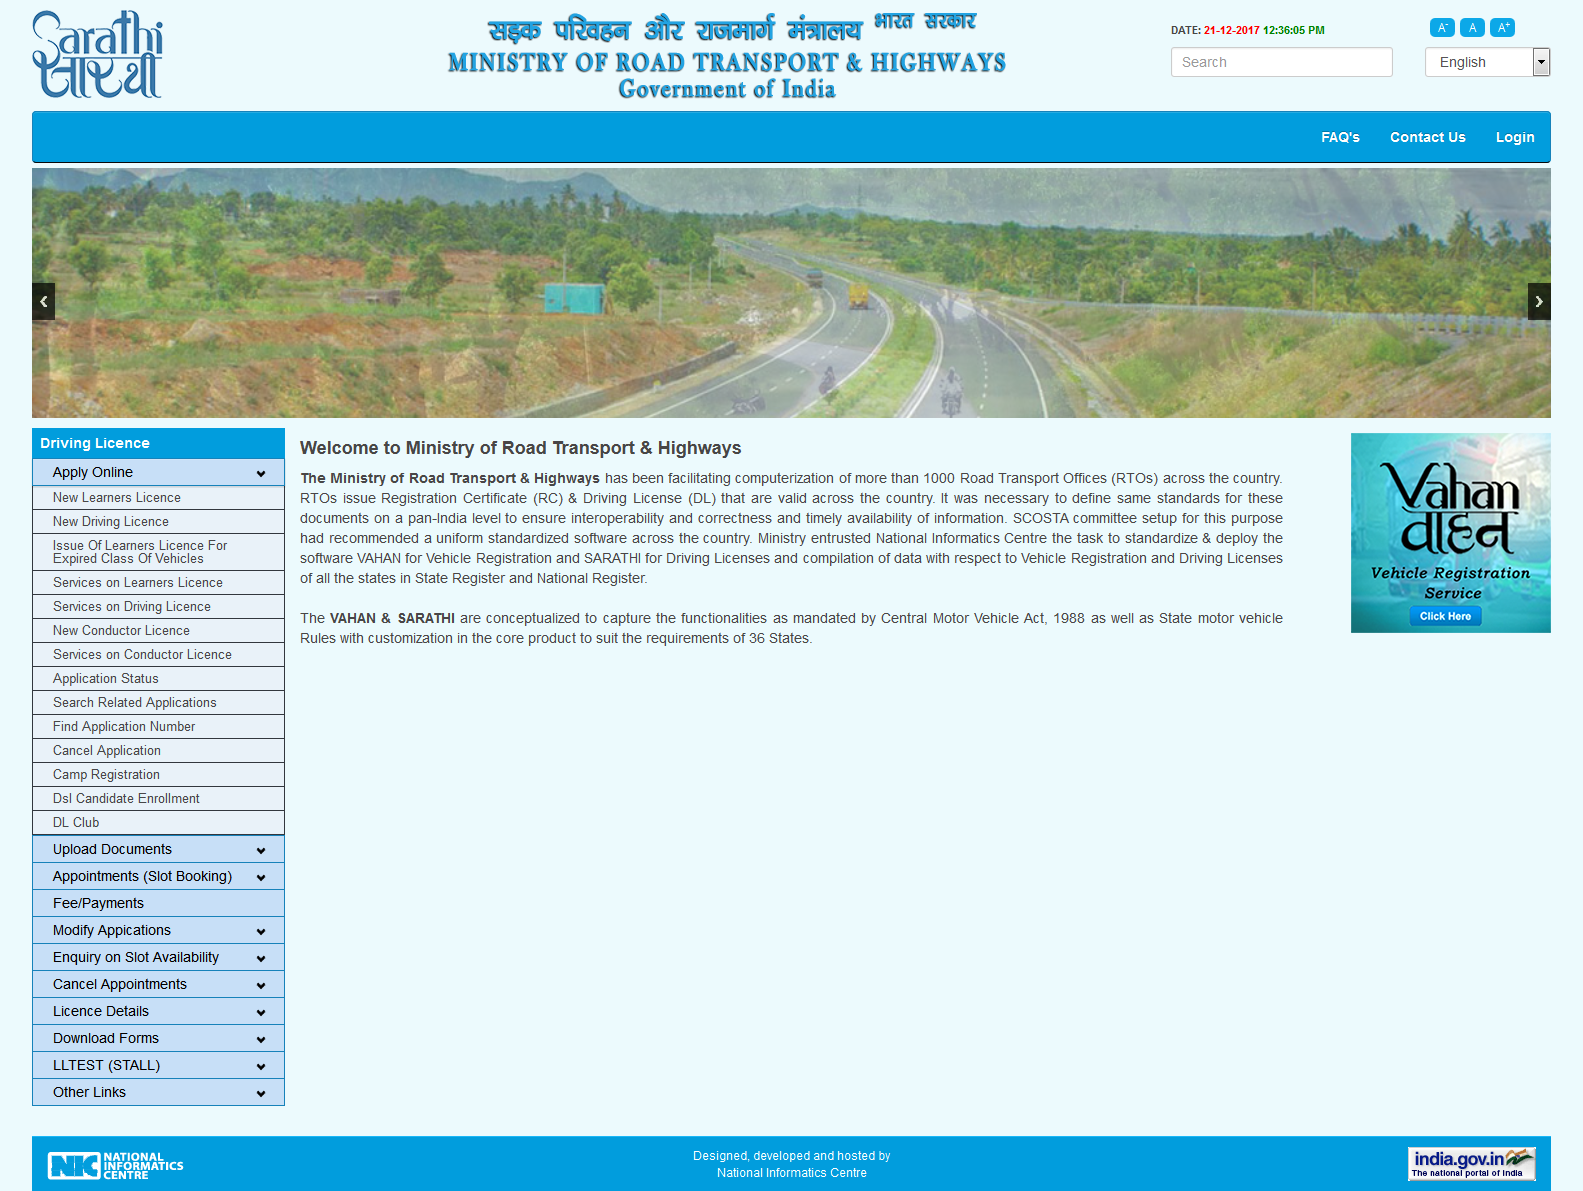 Sarathi
सारथी
सड़क परिवहन और राजमार्ग मंत्रालय भारत सरकार
MINISTRY OF ROAD TRANSPORT & HIGHWAYS
Government of India
DATE: 21-12-2017 12:36:05 PM
A- A A+
Search
English
FAQ's Contact Us Login
Driving Licence
Apply Online
New Learners Licence
New Driving Licence
Issue Of Learners Licence For
Expired Class Of Vehicles
Services on Learners Licence
Services on Driving Licence
New Conductor Licence
Services on Conductor Licence
Application Status
Search Related Applications
Find Application Number
Cancel Application
Camp Registration
Dsl Candidate Enrollment
DL Club
Upload Documents
Appointments (Slot Booking)
Fee/Payments
Modify Appications
Enquiry on Slot Availability
Cancel Appointments
Licence Details
Download Forms
LLTEST (STALL)
Other Links
Welcome to Ministry of Road Transport & Highways
The Ministry of Road Transport & Highways has been facilitating computerization of more than 1000 Road Transport Offices (RTOs) across the country.
RTOs issue Registration Certificate (RC) & Driving License (DL) that are valid across the country. It was necessary to define same standards for these
documents on a pan-India level to ensure interoperability and correctness and timely availability of information. SCOSTA committee setup for this purpose
had recommended a uniform standardized software across the country. Ministry entrusted National Informatics Centre the task to standardize & deploy the
software VAHAN for Vehicle Registration and SARATHI for Driving Licenses and compilation of data with respect to Vehicle Registration and Driving Licenses
of all the states in State Register and National Register.
The VAHAN & SARATHI are conceptualized to capture the functionalities as mandated by Central Motor Vehicle Act, 1988 as well as State motor vehicle
Rules with customization in the core product to suit the requirements of 36 States.
Vahan
वाहन
Vehicle Registration
Service
Click Here
NIC NATIONAL
INFORMATICS
CENTRE
Designed, developed and hosted by
National Informatics Centre
india.gov.in
The national portal of India